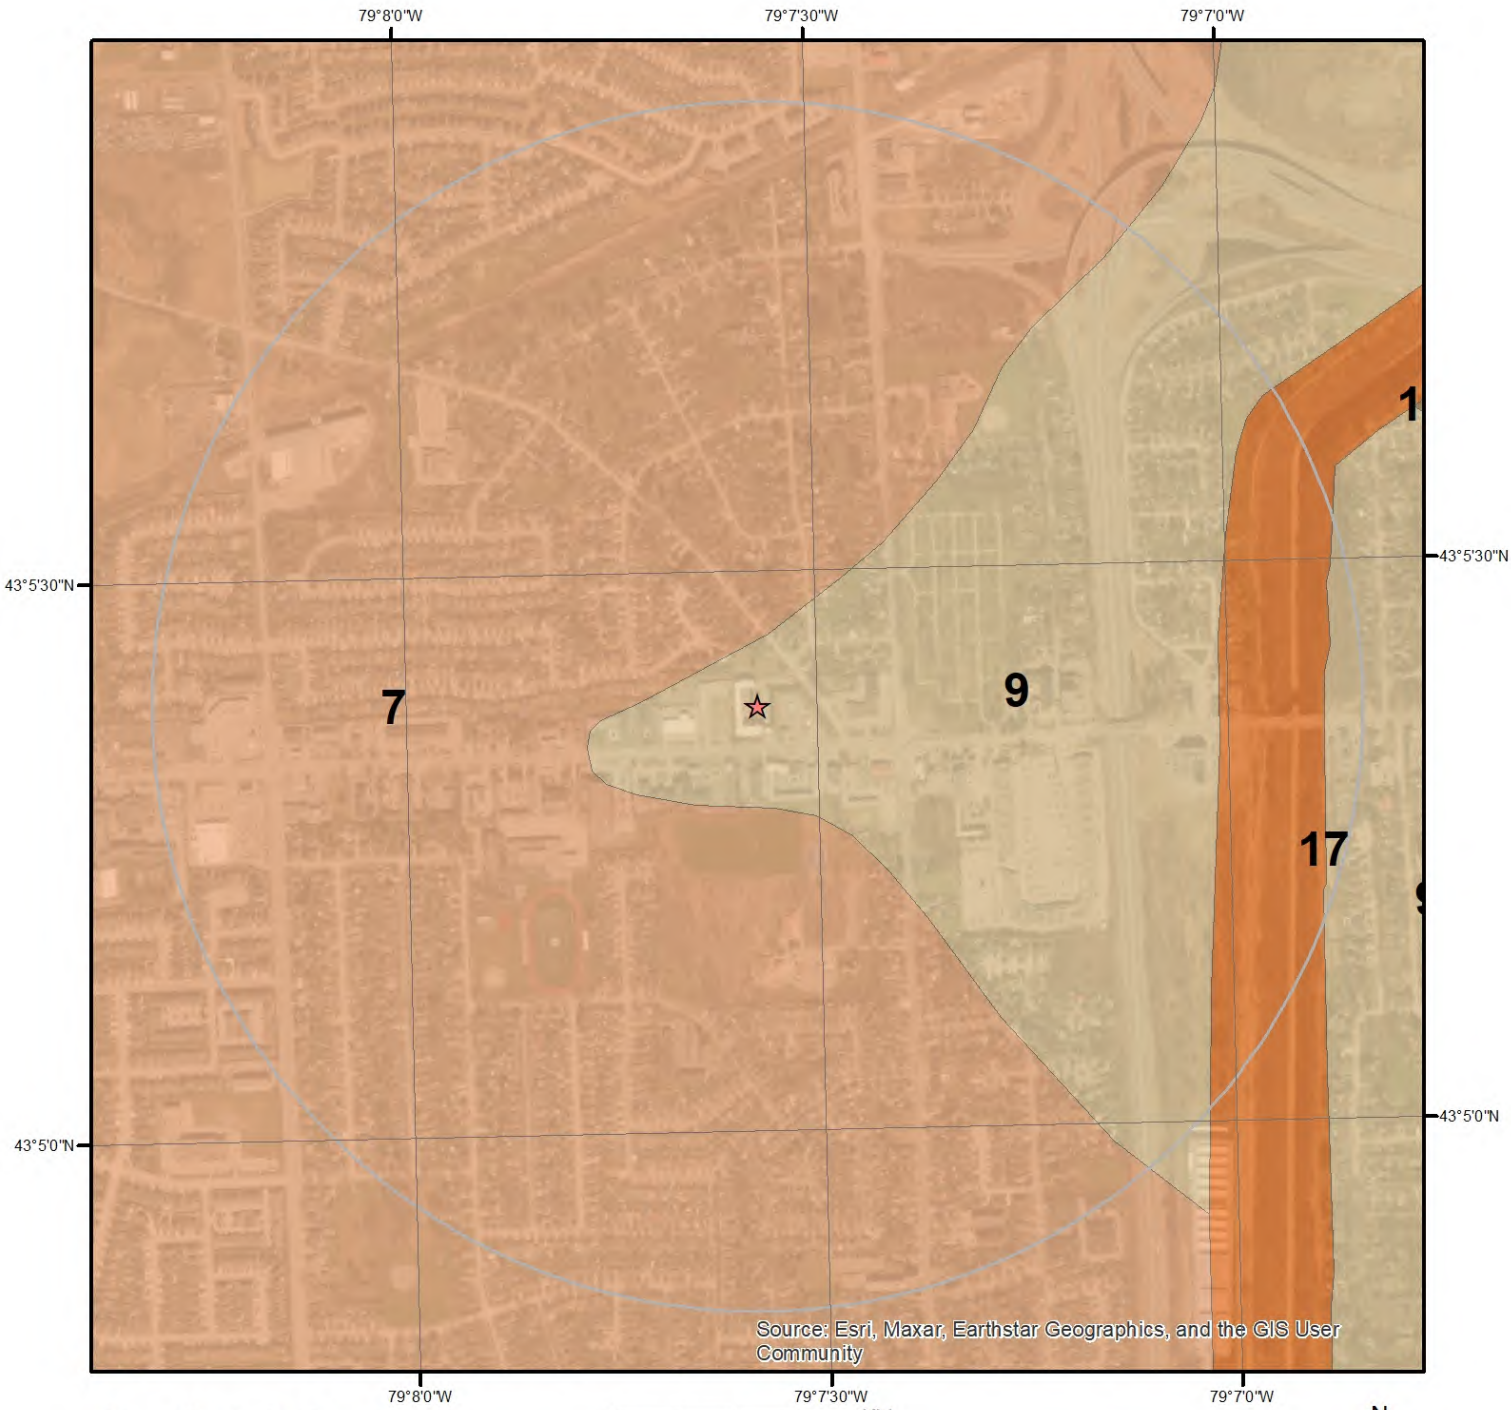 79°8'0"W 79°7'30"W 79°7'0"W
1
43°5'30"N 43°5'30"N
7 9
17
9
43°5'0"N 43°5'0"N
Source: Esri, Maxar, Earthstar Geographics, and the GIS User
Community
79°8'0"W 79°7'30"W 79°7'0"W
N